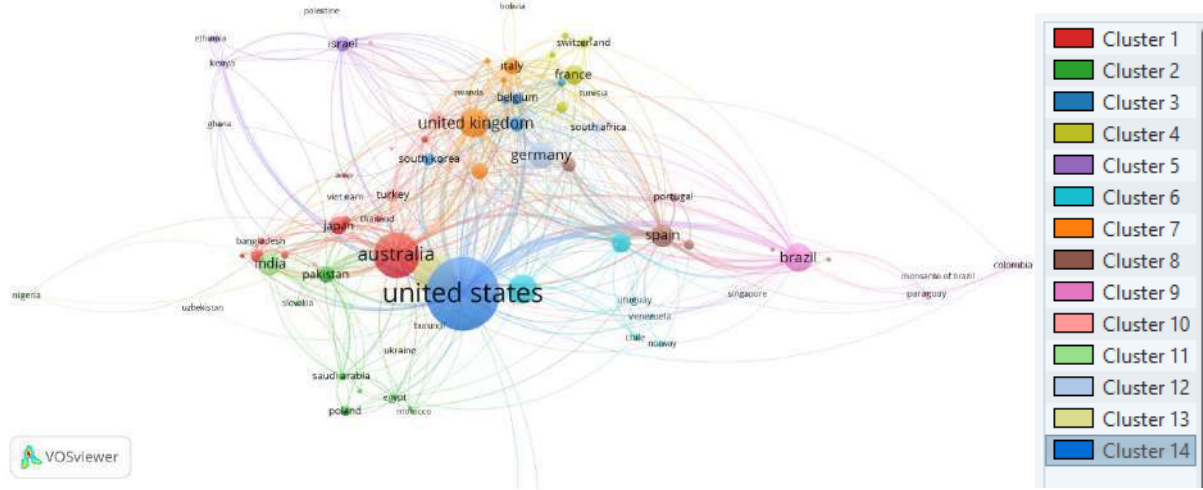 palestine
bolivia
ethiopia
israel
switzerland
kenya
italy
france
rwanda
belgium
tunisia
ghana
united kingdom
south africa
south korea
germany
viet nam
turkey
portugal
japan
thailand
bangladesh
spain
india
australia
brazil
pakistan
colombia
monsanto of brazil
nigeria
united states
singapore
paraguay
uzbekistan
slovakia
uruguay
burundi
venezuela
chile
norway
ukraine
saudi arabia
egypt
poland
morocco
VOSviewer
Cluster 1
Cluster 2
Cluster 3
Cluster 4
Cluster 5
Cluster 6
Cluster 7
Cluster 8
Cluster 9
Cluster 10
Cluster 11
Cluster 12
Cluster 13
Cluster 14